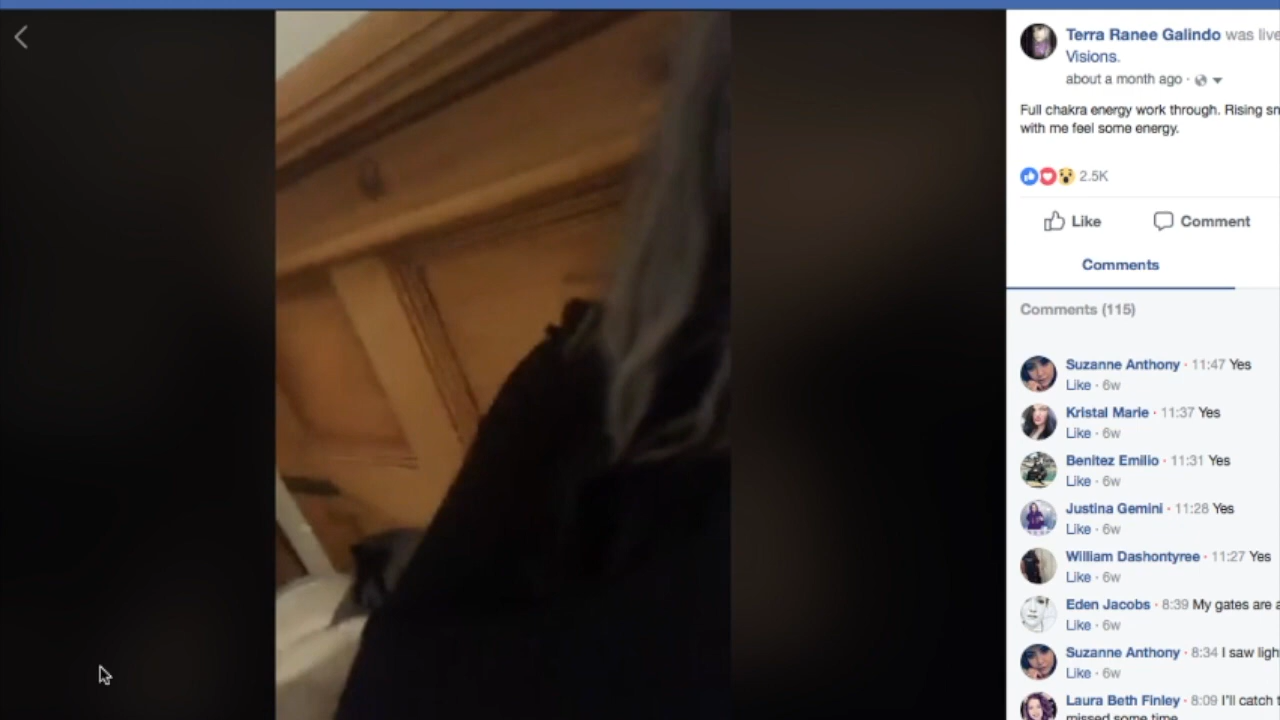 Terra Ranee Galindo was live
Visions.
about a month ago ·
Full chakra energy work through. Rising
with me feel some energy.
2.5K
Like Comment
Comments
Comments (115)
Suzanne Anthony · 11:47 Yes
Like · 6w
Kristal Marie · 11:37 Yes
Like · 6w
Benitez Emilio · 11:31 Yes
Like · 6w
Justina Gemini · 11:28 Yes
Like · 6w
William Dashontyree · 11:27 Yes
Like · 6w
Eden Jacobs · 8:39 My gates are
Like · 6w
Suzanne Anthony · 8:34 I saw
Like · 6w
Laura Beth Finley · 8:09 I'll catch
missed some time